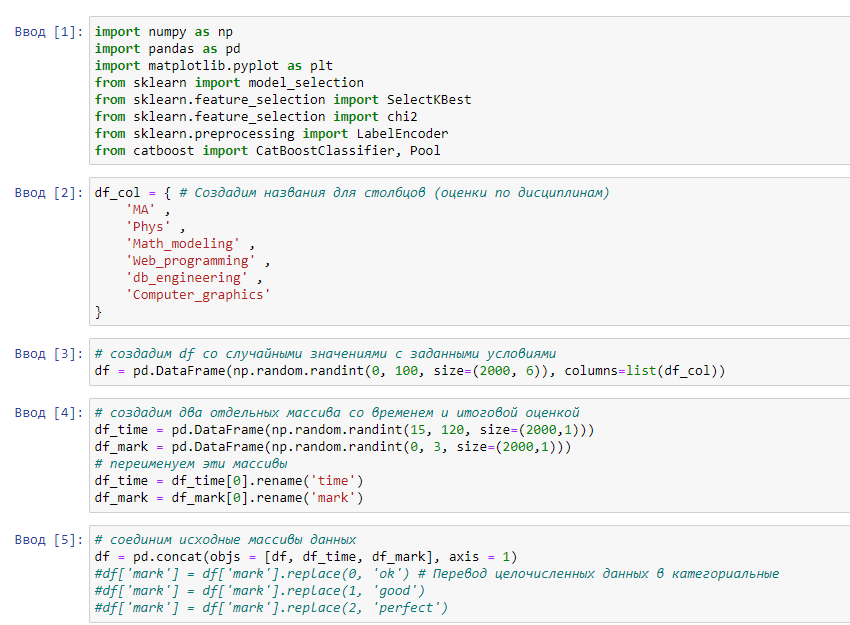 Ввод [1]: import numpy as np
import pandas as pd
import matplotlib.pyplot as plt
from sklearn import model_selection
from sklearn.feature_selection import SelectKBest
from sklearn.feature_selection import chi2
from sklearn.preprocessing import LabelEncoder
from catboost import CatBoostClassifier, Pool
Ввод [2]: df_col = { # Создадим названия для столбцов (оценки по дисциплинам)
'MA' ,
'Phys' ,
'Math_modeling' ,
'Web_programming' ,
'db_engineering' ,
'Computer_graphics'
}
Ввод [3]: # создадим df со случайными значениями с заданными условиями
df = pd.DataFrame(np.random.randint(0, 100, size=(2000, 6)), columns=list(df_col))
Ввод [4]: # создадим два отдельных массива со временем и итоговой оценкой
df_time = pd.DataFrame(np.random.randint(15, 120, size=(2000,1)))
df_mark = pd.DataFrame(np.random.randint(0, 3, size=(2000,1)))
# переименуем эти массивы
df_time = df_time[0].rename('time')
df_mark = df_mark[0].rename('mark')
Ввод [5]: # соединим исходные массивы данных
df = pd.concat(objs = [df, df_time, df_mark], axis = 1)
#df['mark'] = df['mark'].replace(0, 'ok') # Перевод целочисленных данных в категориальные
#df['mark'] = df['mark'].replace(1, 'good')
#df['mark'] = df['mark'].replace(2, 'perfect')